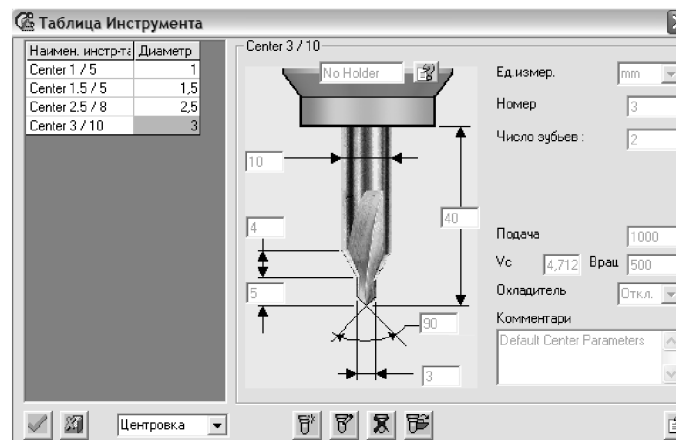 Таблица Инструмента
Наимен. инстр-та Диаметр
Center 1 / 5 1
Center 1.5 / 5 1,5
Center 2.5 / 8 2,5
Center 3 / 10 3
Center 3 / 10
No Holder
10
4
5
40
90
3
Ед.измер. mm
Номер 3
Число зубьев : 2
Подача 1000
Vc 4,712 Вращ 500
Охладитель Откл.
Комментари
Default Center Parameters
Центровка